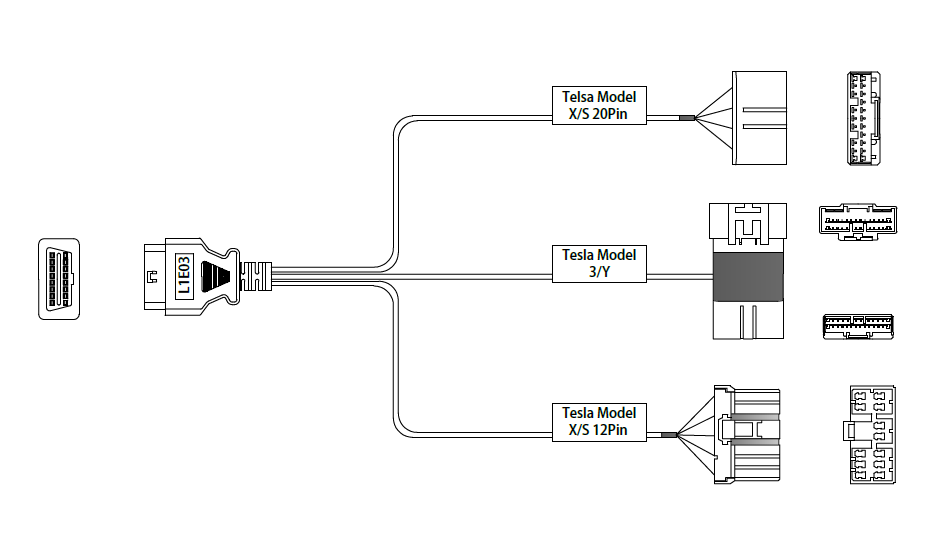 Telsa Model
X/S 20Pin
L1E03
Tesla Model
3/Y
Tesla Model
X/S 12Pin